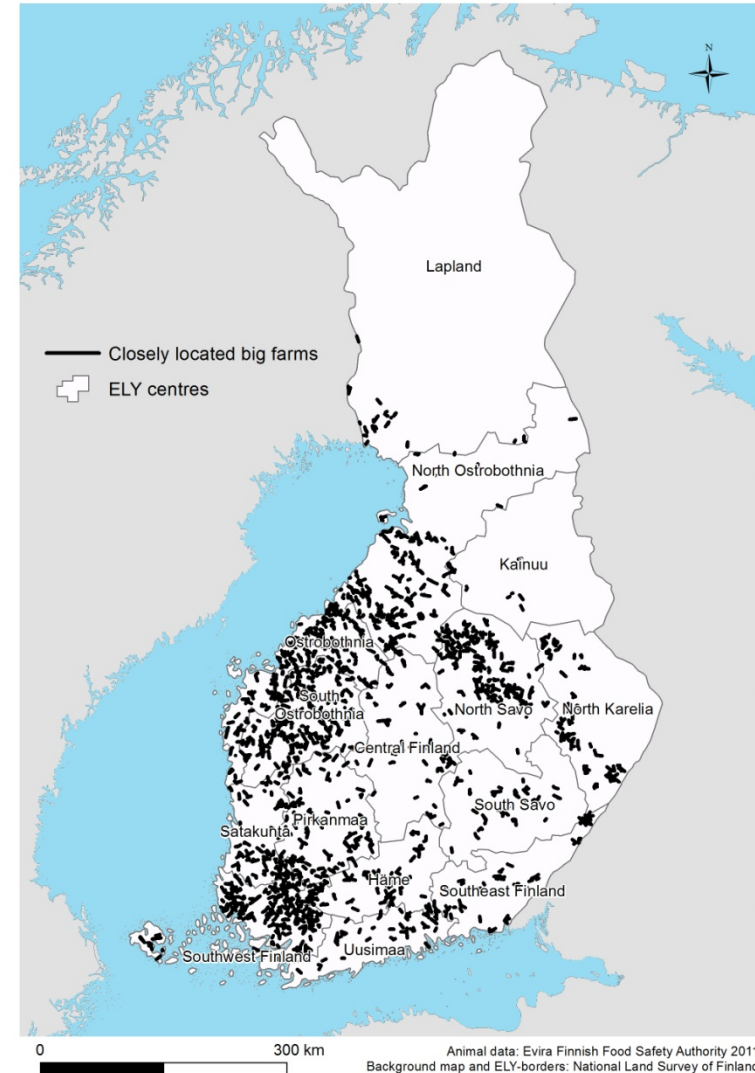 N
Lapland
Closely located big farms
ELY centres
North Ostrobothnia
Kainuu
Ostrobothnia
South
Ostrobothnia
North Savo
North Karelia
Central Finland
South Savo
Pirkanmaa
Satakunta
Häme
Southeast Finland
Uusimaa
Southwest Finland
0
300 km
Animal data: Evira Finnish Food Safety Authority 2011
Background map and ELY-borders: National Land Survey of Finland